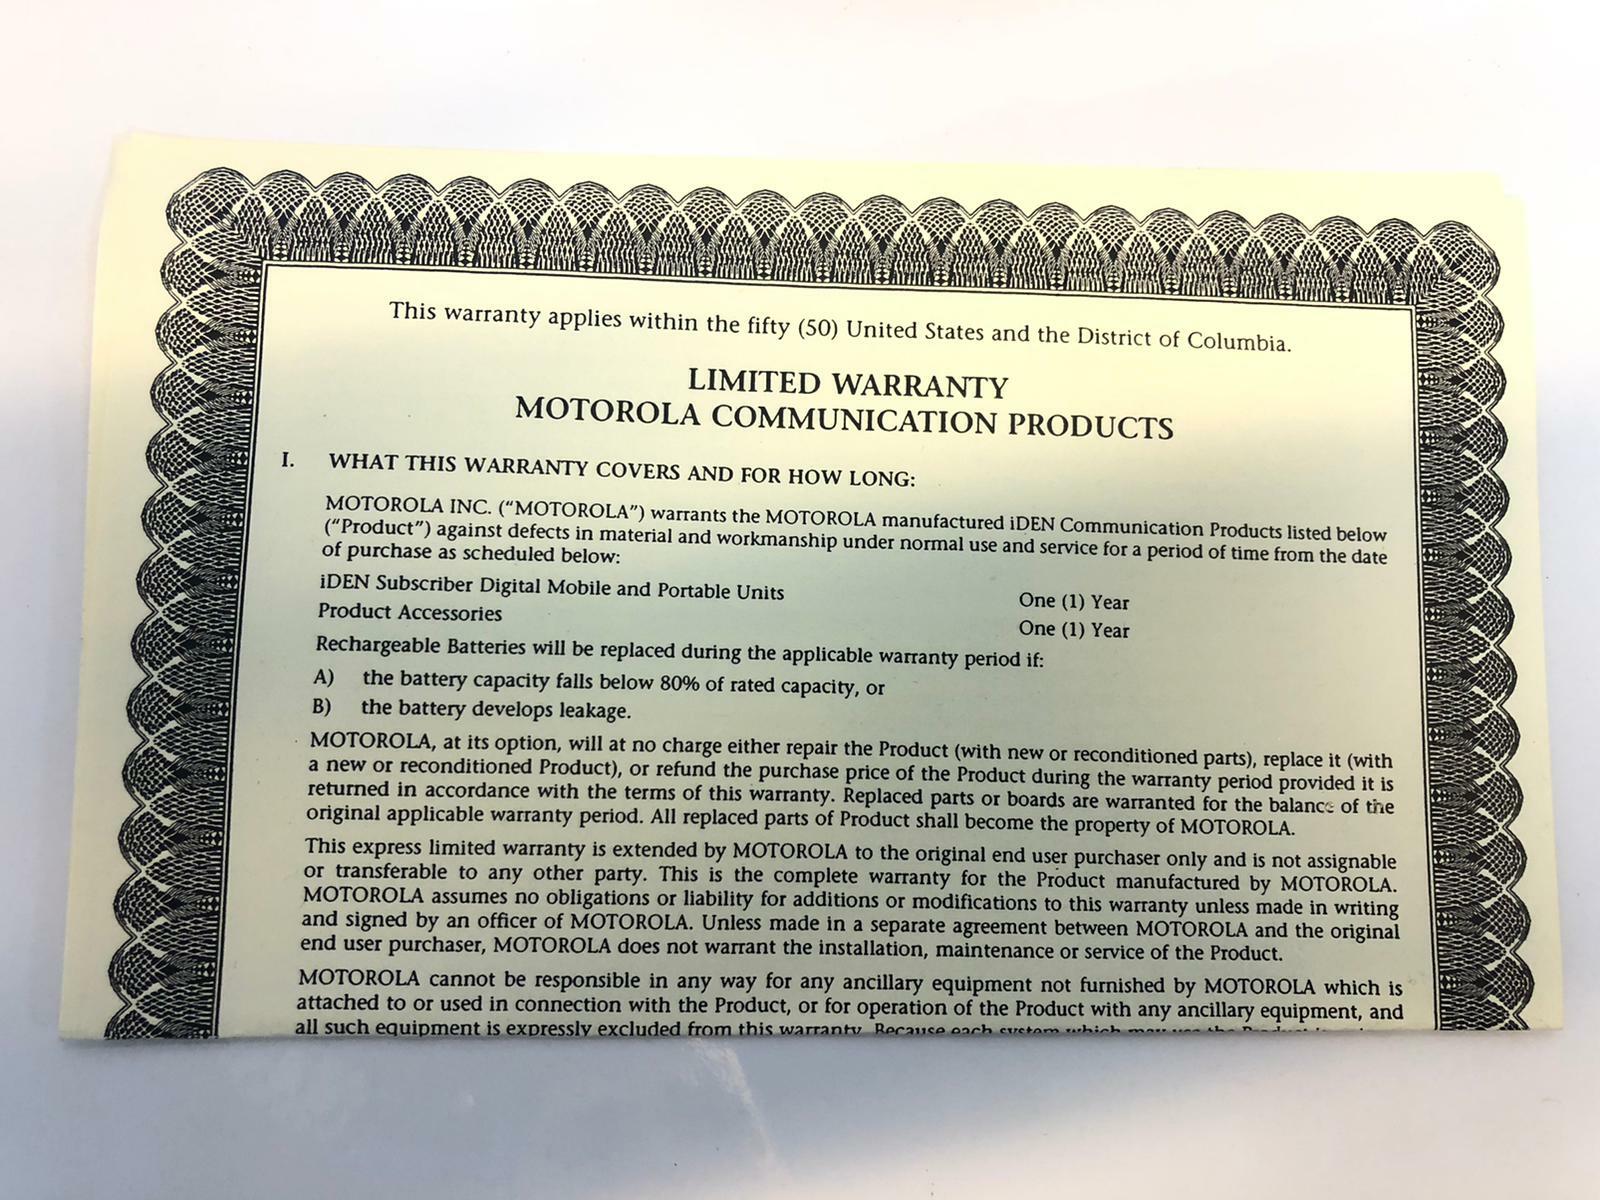 This warranty applies within the fifty (50) United States and the District of Columbia.
LIMITED WARRANTY
MOTOROLA COMMUNICATION PRODUCTS
I. WHAT THIS WARRANTY COVERS AND FOR HOW LONG:
MOTOROLA INC. (“MOTOROLA”) warrants the MOTOROLA manufactured iDEN Communication Products listed below
(“Product”) against defects in material and workmanship under normal use and service for a period of time from the date
of purchase as scheduled below:
iDEN Subscriber Digital Mobile and Portable Units One (1) Year
Product Accessories One (1) Year
Rechargeable Batteries will be replaced during the applicable warranty period if:
A) the battery capacity falls below 80% of rated capacity, or
B) the battery develops leakage.
MOTOROLA, at its option, will at no charge either repair the Product (with new or reconditioned parts), replace it (with
a new or reconditioned Product), or refund the purchase price of the Product during the warranty period provided it is
returned in accordance with the terms of this warranty. Replaced parts or boards are warranted for the balance of the
original applicable warranty period. All replaced parts of Product shall become the property of MOTOROLA.
This express limited warranty is extended by MOTOROLA to the original end user purchaser only and is not assignable
or transferable to any other party. This is the complete warranty for the Product manufactured by MOTOROLA.
MOTOROLA assumes no obligations or liability for additions or modifications to this warranty unless made in writing
and signed by an officer of MOTOROLA. Unless made in a separate agreement between MOTOROLA and the original
end user purchaser, MOTOROLA does not warrant the installation, maintenance or service of the Product.
MOTOROLA cannot be responsible in any way for any ancillary equipment not furnished by MOTOROLA which is
attached to or used in connection with the Product, or for operation of the Product with any ancillary equipment, and
all such equipment is expressly excluded from this warranty. Because each system which may use the